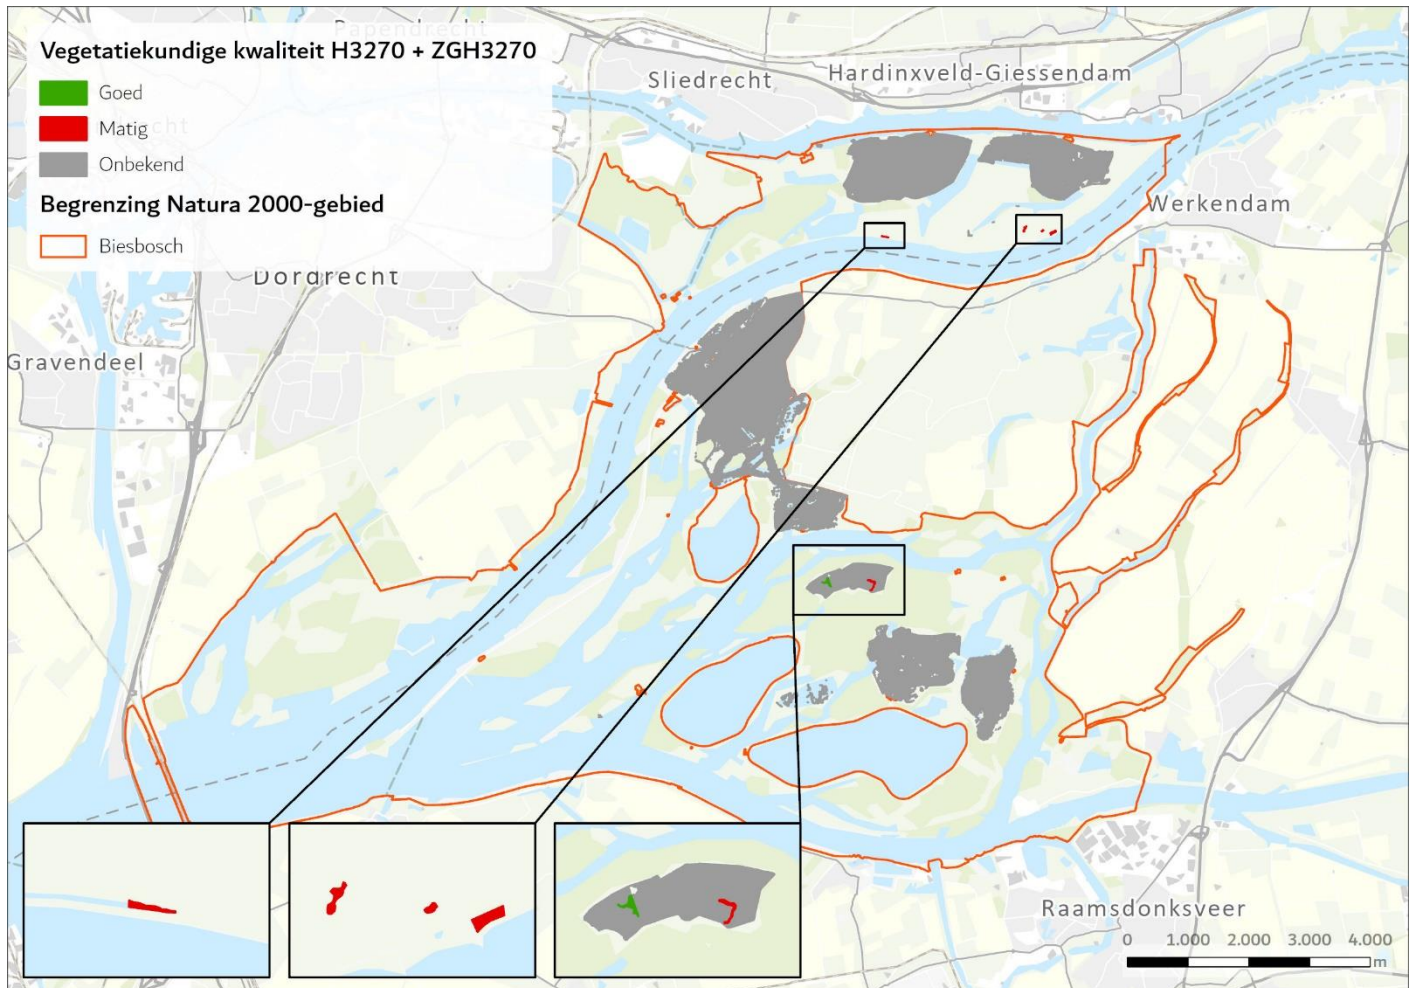 Papendrecht
Vegetatiekundige kwaliteit H3270 + ZGH3270
Goed
Matig
Onbekend
Begrenzing Natura 2000-gebied
Biesbosch
Sliedrecht
Hardinxveld-Giessendam
Werkendam
Dordrecht
Gravendeel
Raamsdonksveer
0 1.000 2.000 3.000 4.000
m